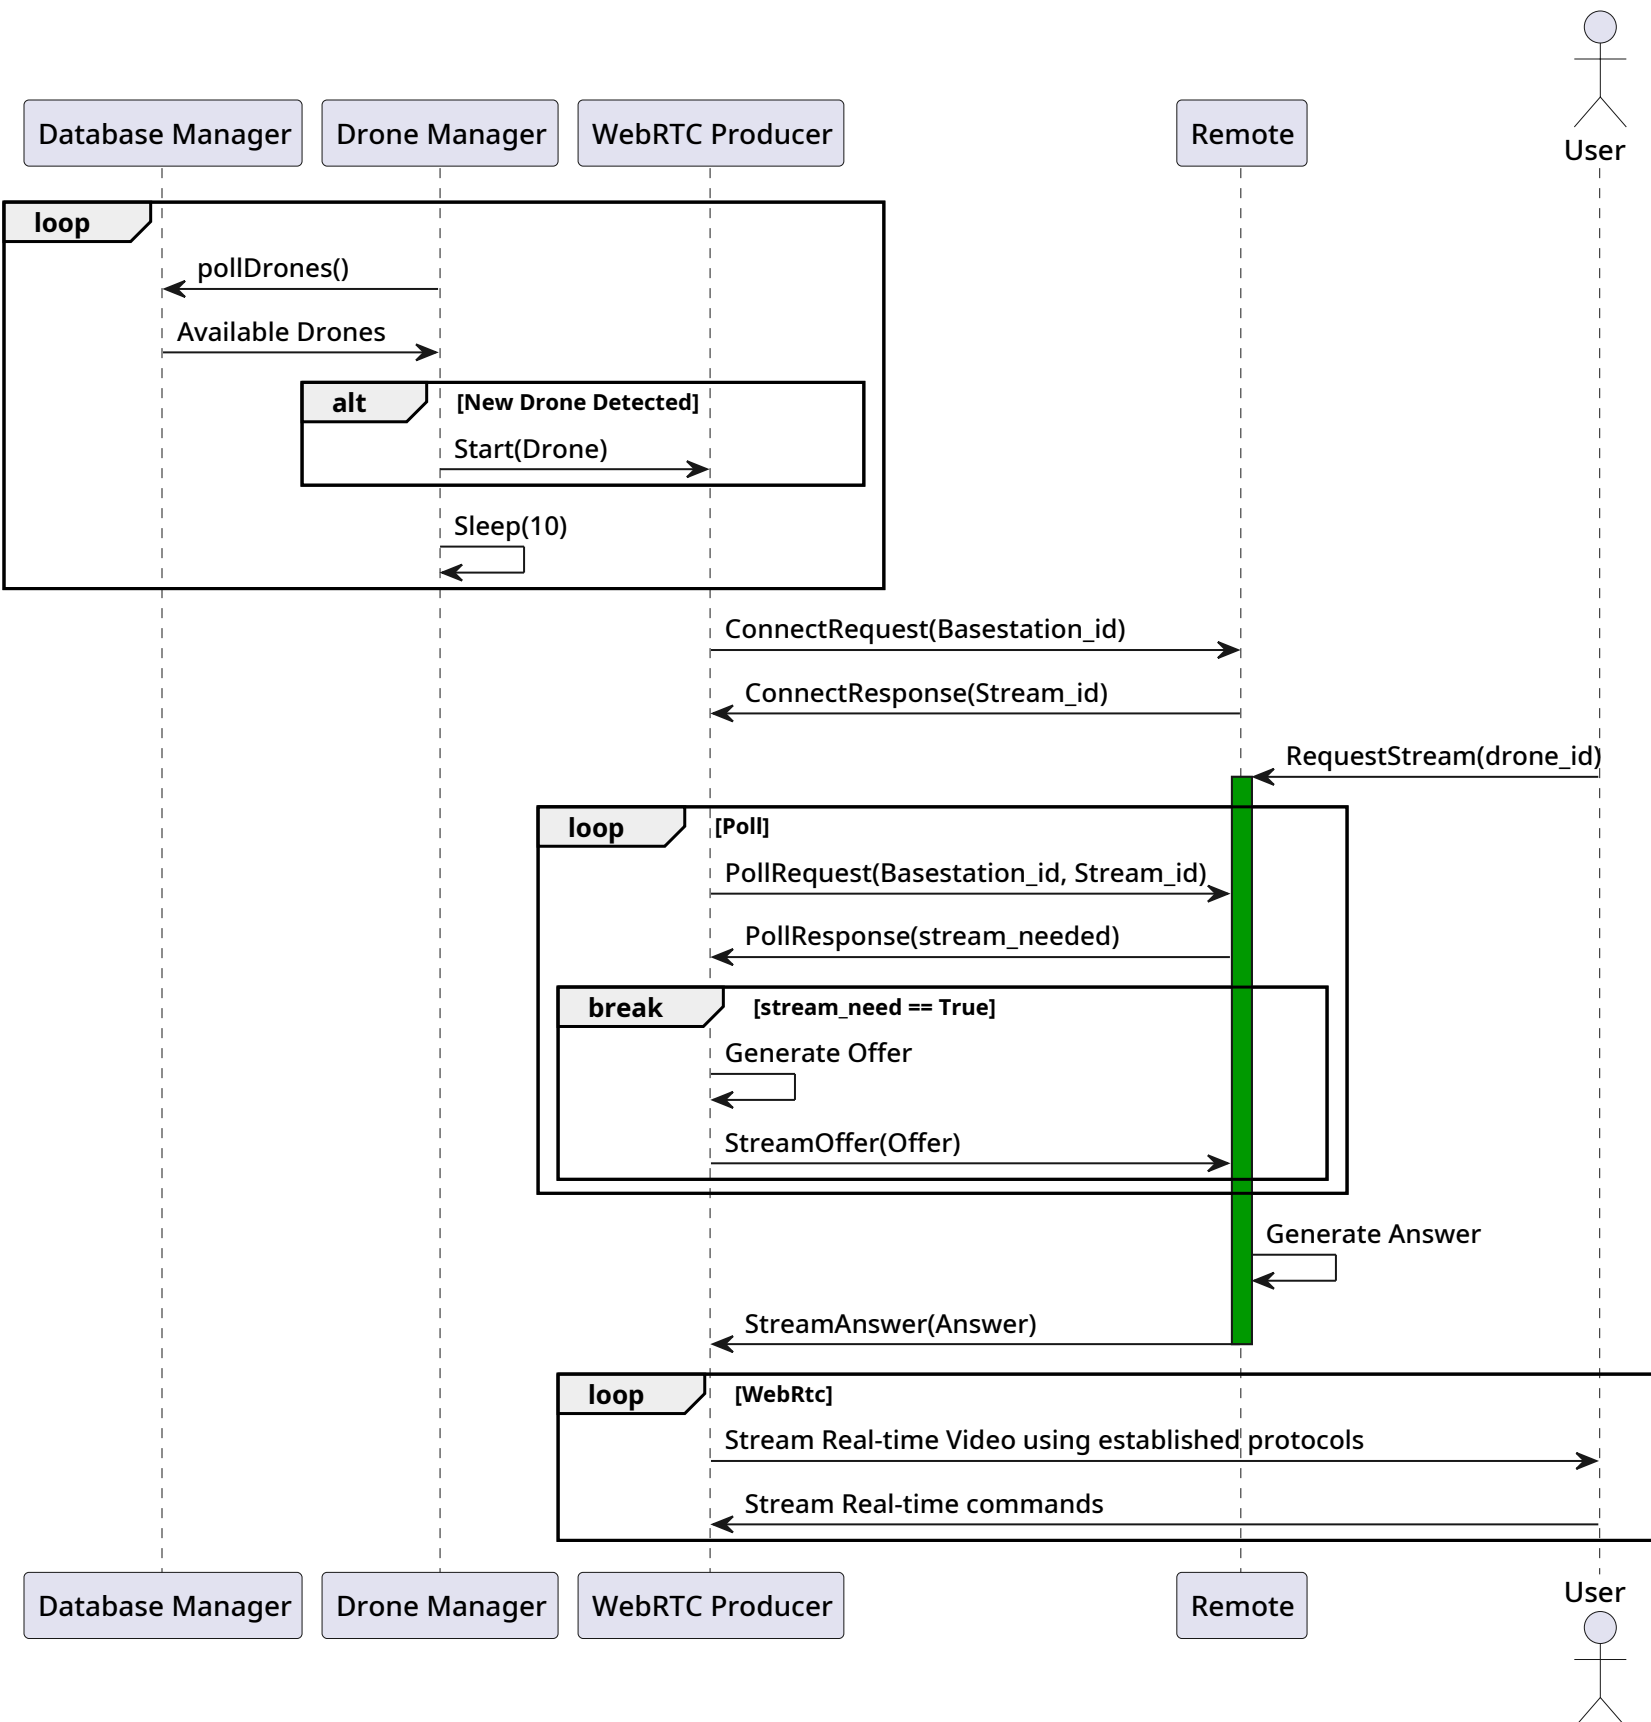 User
Database Manager
Drone Manager
WebRTC Producer
Remote
loop
pollDrones()
Available Drones
alt
[New Drone Detected]
Start(Drone)
Sleep(10)
ConnectRequest(Basestation_id)
ConnectResponse(Stream_id)
RequestStream(drone_id)
loop
[Poll]
PollRequest(Basestation_id, Stream_id)
PollResponse(stream_needed)
break
[stream_need == True]
Generate Offer
StreamOffer(Offer)
Generate Answer
StreamAnswer(Answer)
loop
[WebRtc]
Stream Real-time Video using established protocols
Stream Real-time commands
Database Manager
Drone Manager
WebRTC Producer
Remote
User